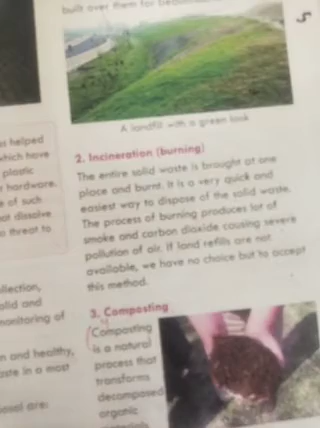 built over them for
A landfill with a green look
as helped
which have
plastic
hardware.
e of such
not dissolve
threat to
2. Incineration (burning)
The entire solid waste is brought at one
place and burnt. It is a very quick and
easiest way to dispose of the solid waste.
The process of burning produces lot of
smoke and carbon dioxide causing severe
pollution of air. If land refills are not
available, we have no choice but to accept
this method.
llection,
olid and
monitoring of
n and healthy,
aste in a most
osal are:
3. Composting
Composting
is a natural
process that
transforms
decomposed
organic
materials